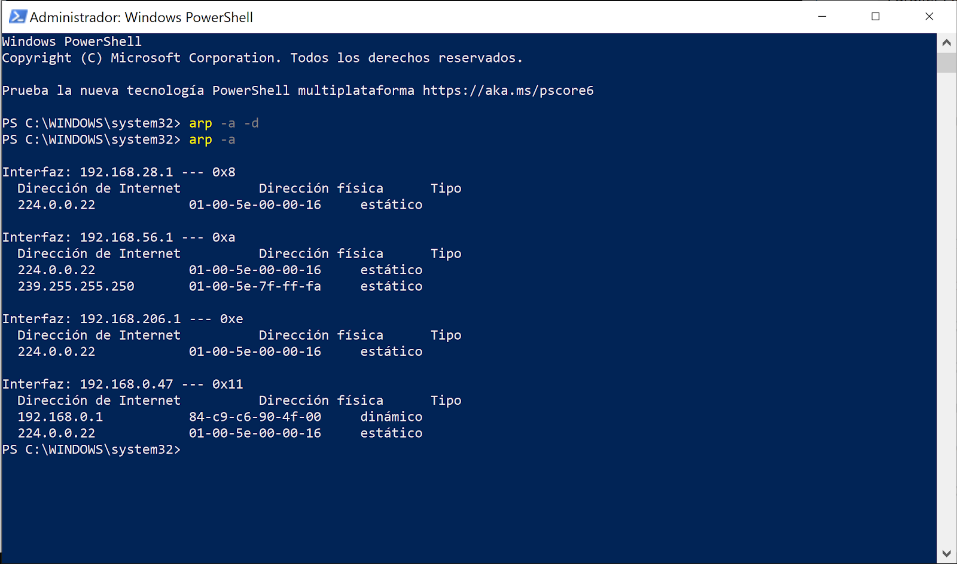 Administrador: Windows PowerShell
Windows PowerShell
Copyright (C) Microsoft Corporation. Todos los derechos reservados.
Prueba la nueva tecnología PowerShell multiplataforma https://aka.ms/pscore6
PS C:\WINDOWS\system32> arp -a -d
PS C:\WINDOWS\system32> arp -a
Interfaz: 192.168.28.1 --- 0x8
  Dirección de Internet          Dirección física      Tipo
  224.0.0.22            01-00-5e-00-00-16     estático
Interfaz: 192.168.56.1 --- 0xa
  Dirección de Internet          Dirección física      Tipo
  224.0.0.22            01-00-5e-00-00-16     estático
  239.255.255.250       01-00-5e-7f-ff-fa     estático
Interfaz: 192.168.206.1 --- 0xe
  Dirección de Internet          Dirección física      Tipo
  224.0.0.22            01-00-5e-00-00-16     estático
Interfaz: 192.168.0.47 --- 0x11
  Dirección de Internet          Dirección física      Tipo
  192.168.0.1           84-c9-c6-90-4f-00     dinámico
  224.0.0.22            01-00-5e-00-00-16     estático
PS C:\WINDOWS\system32>